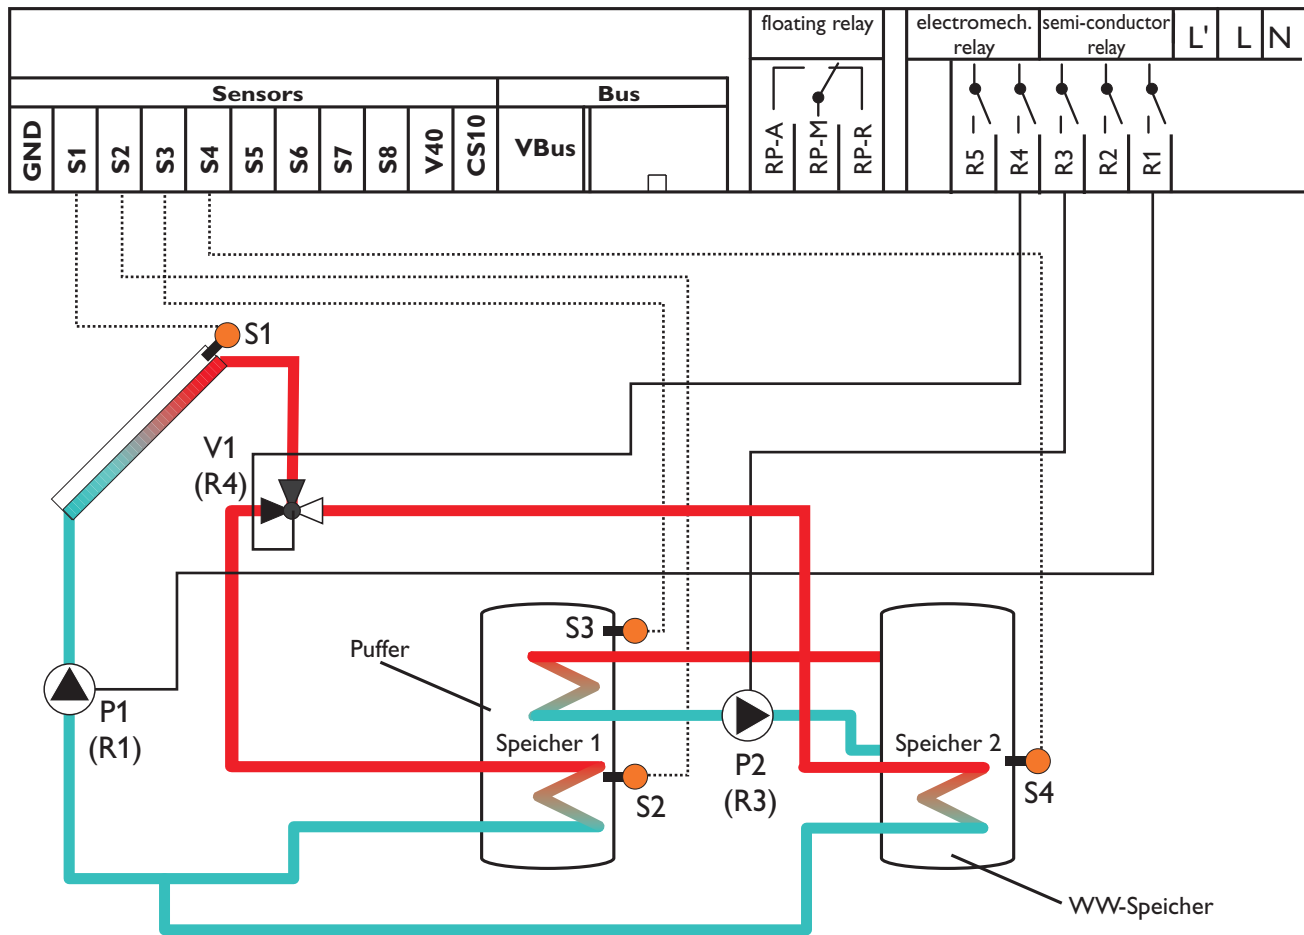 floating relay
electromech.
relay
semi-conductor
relay
L'
L
N
Sensors
Bus
GND
S1
S2
S3
S4
S5
S6
S7
S8
V40
CS10
VBus
RP-A
RP-M
RP-R
R5
R4
R3
R2
R1
S1
V1
(R4)
S3
Puffer
P1
(R1)
Speicher 1
Speicher 2
P2
(R3)
S2
S4
WW-Speicher